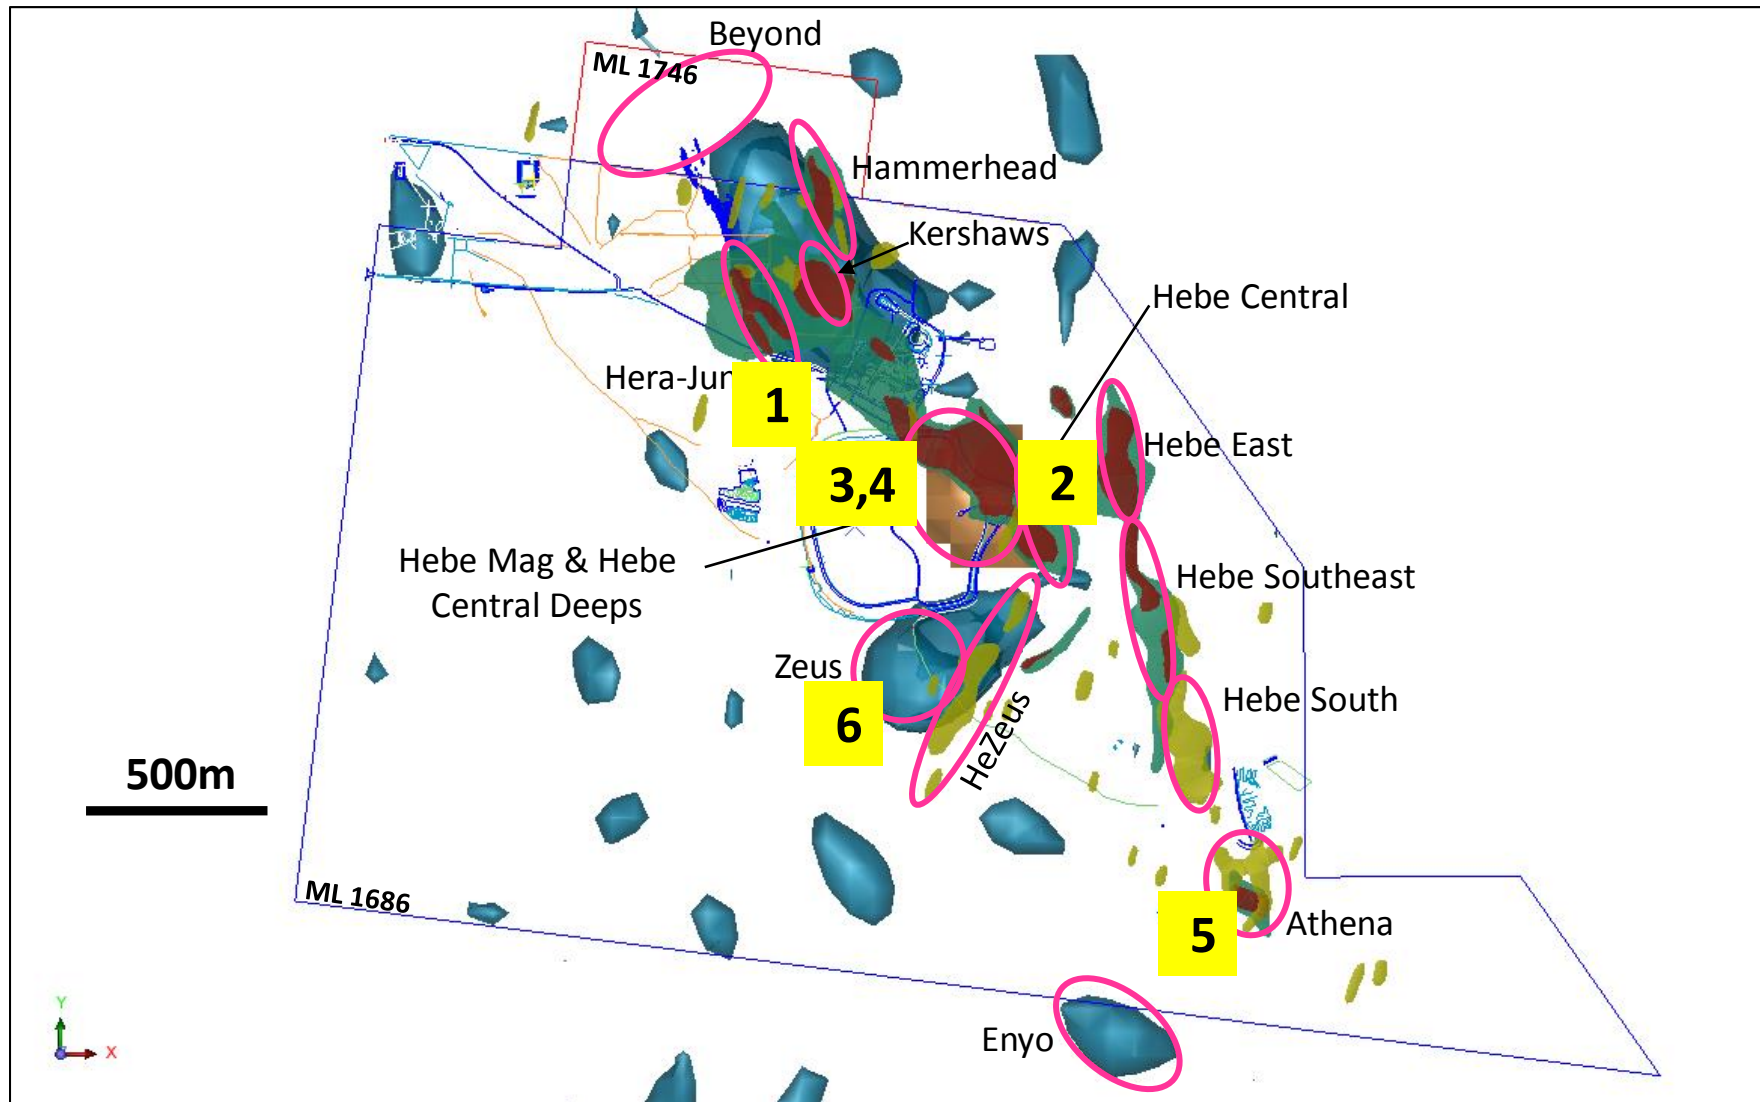 Beyond
ML 1746
Hammerhead
Kershaws
Hebe Central
Hera-Jun
1
Hebe East
3,4
2
Hebe Mag & Hebe
Central Deeps
Hebe Southeast
Zeus
Hebe South
6
HeZeus
500m
ML 1686
5
Athena
Enyo
Y
X